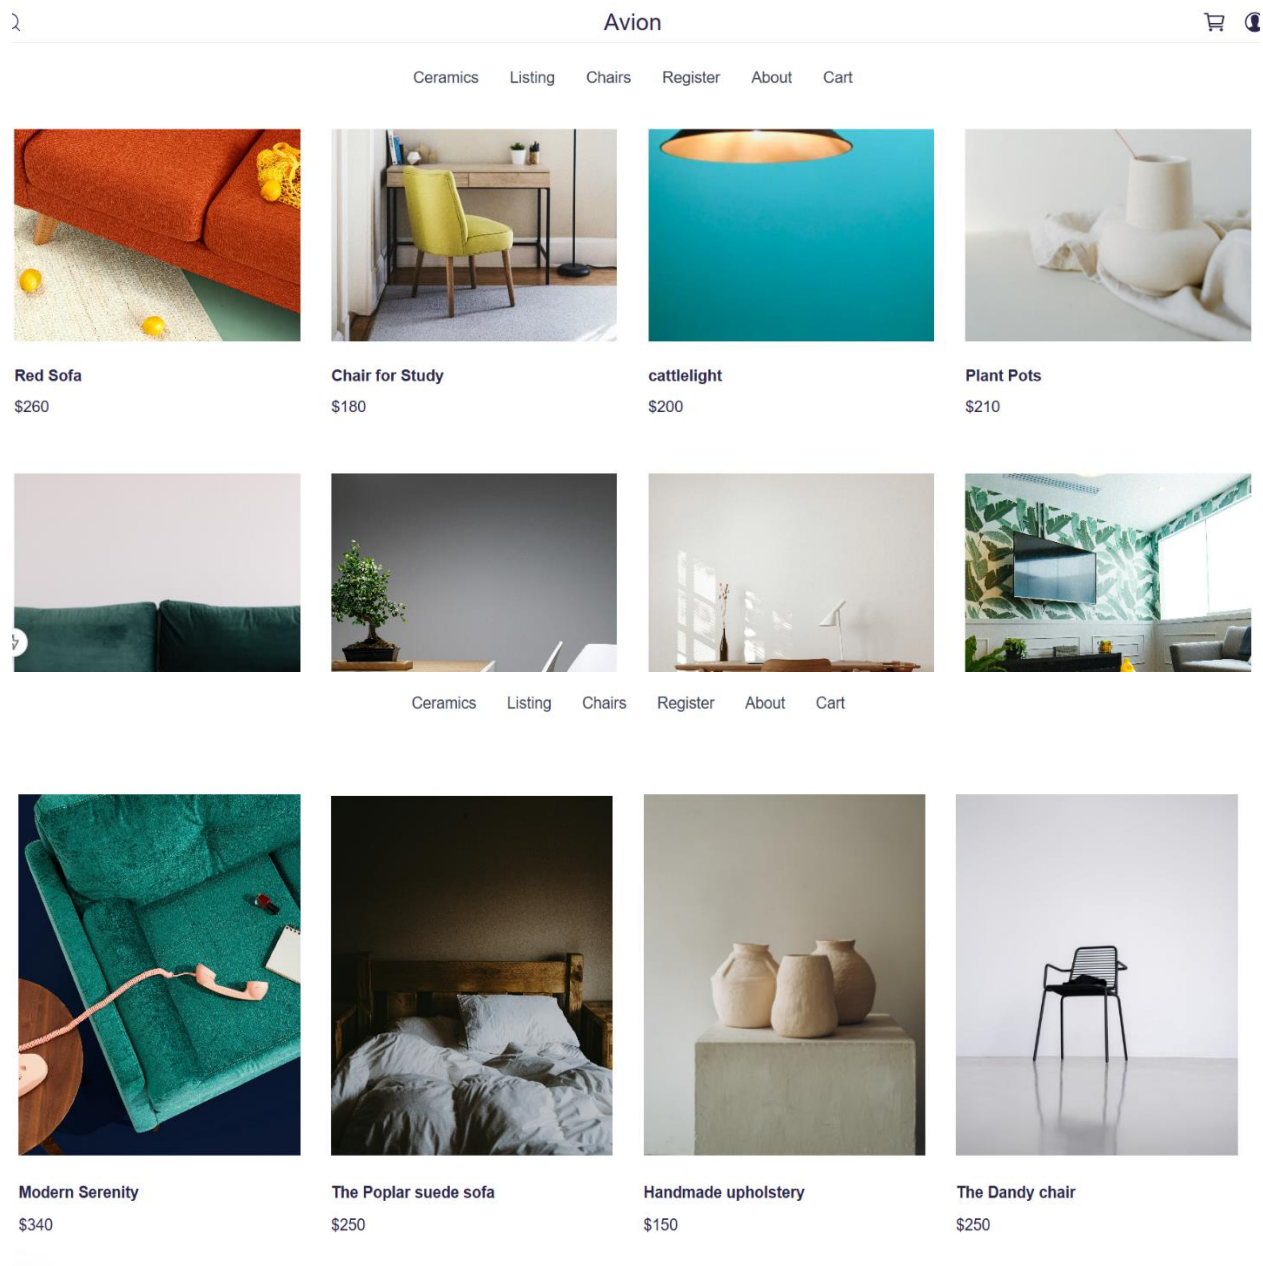 Avion
Ceramics Listing Chairs Register About Cart
Red Sofa
$260
Chair for Study
$180
cattlelight
$200
Plant Pots
$210
Ceramics Listing Chairs Register About Cart
Modern Serenity
$340
The Poplar suede sofa
$250
Handmade upholstery
$150
The Dandy chair
$250